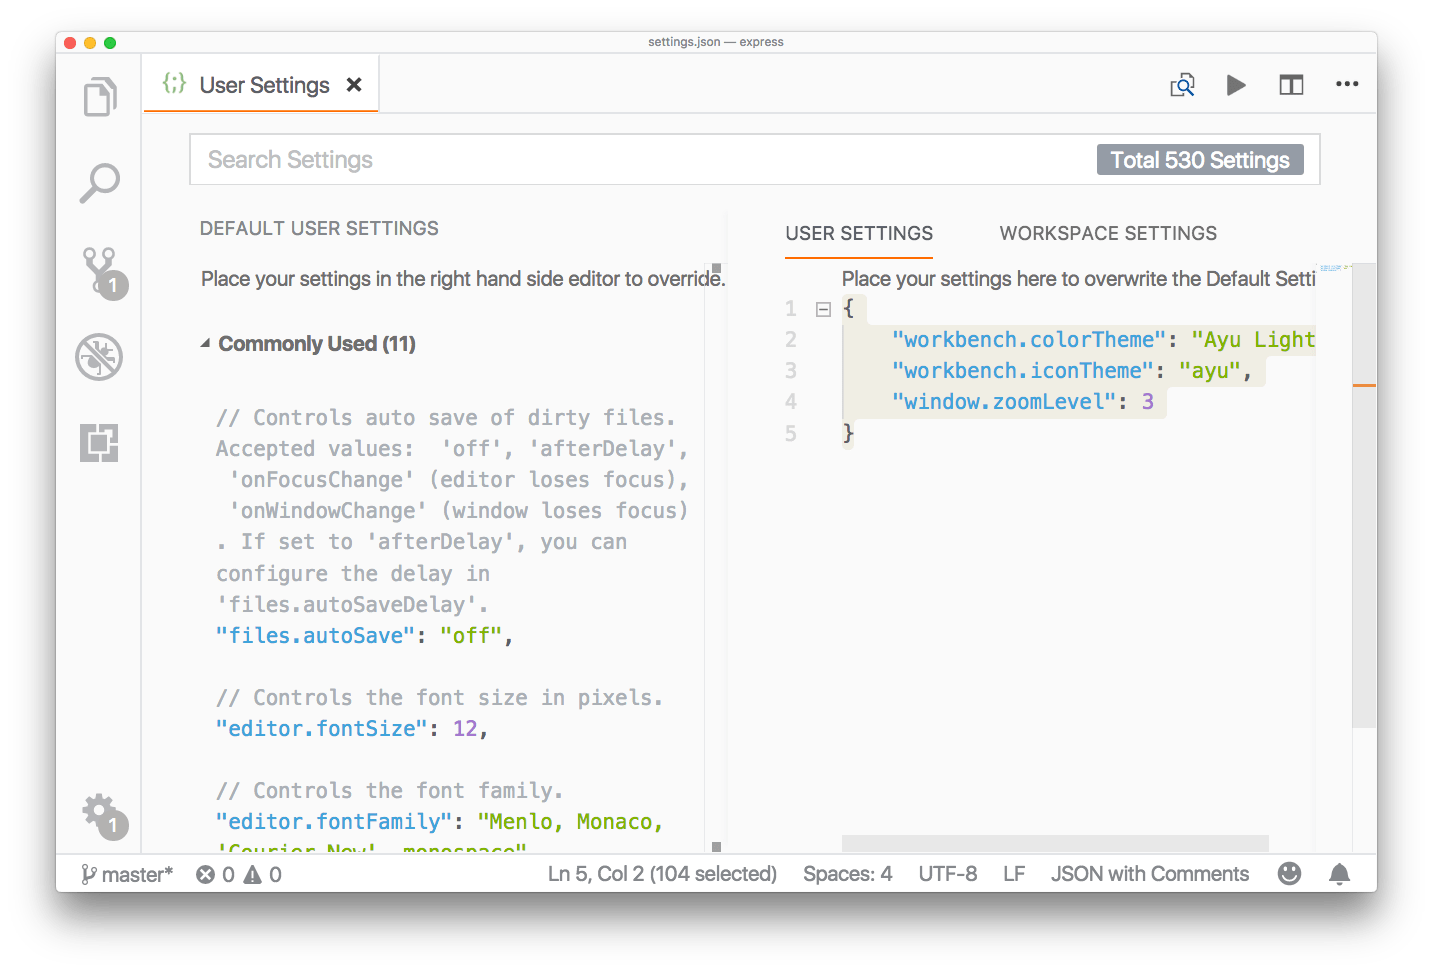 settings.json — express
User Settings
Search Settings
Total 530 Settings
DEFAULT USER SETTINGS
Place your settings in the right hand side editor to override.
Commonly Used (11)
// Controls auto save of dirty files.
Accepted values:  'off', 'afterDelay',
'onFocusChange' (editor loses focus),
'onWindowChange' (window loses focus)
. If set to 'afterDelay', you can
configure the delay in
'files.autoSaveDelay'.
"files.autoSave": "off",
// Controls the font size in pixels.
"editor.fontSize": 12,
// Controls the font family.
"editor.fontFamily": "Menlo, Monaco,
'Courier New', monospace"
USER SETTINGS
WORKSPACE SETTINGS
Place your settings here to overwrite the Default Setti
1 {
2 "workbench.colorTheme": "Ayu Light
3 "workbench.iconTheme": "ayu",
4 "window.zoomLevel": 3
5 }
1
1
master* 0 0 Ln 5, Col 2 (104 selected) Spaces: 4 UTF-8 LF JSON with Comments